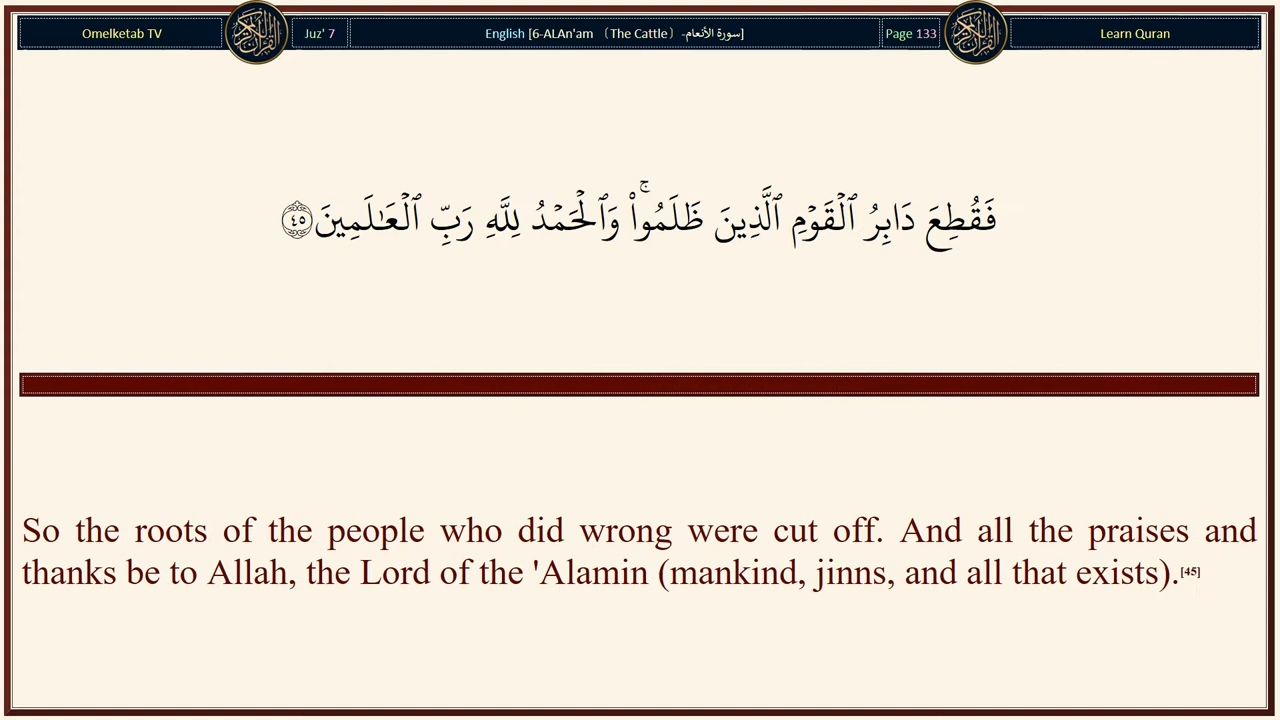 Omelketab TV
Juz' 7
English [6-ALAn'am (The Cattle) -سورة الأنعام]
Page 133
Learn Quran
فَقُطِعَ دَابِرُ ٱلْقَوْمِ ٱلَّذِينَ ظَلَمُوا۟ ۚ وَٱلْحَمْدُ لِلَّهِ رَبِّ ٱلْعَـٰلَمِينَ ٤٥
So the roots of the people who did wrong were cut off. And all the praises and
thanks be to Allah, the Lord of the 'Alamin (mankind, jinns, and all that exists).[45]